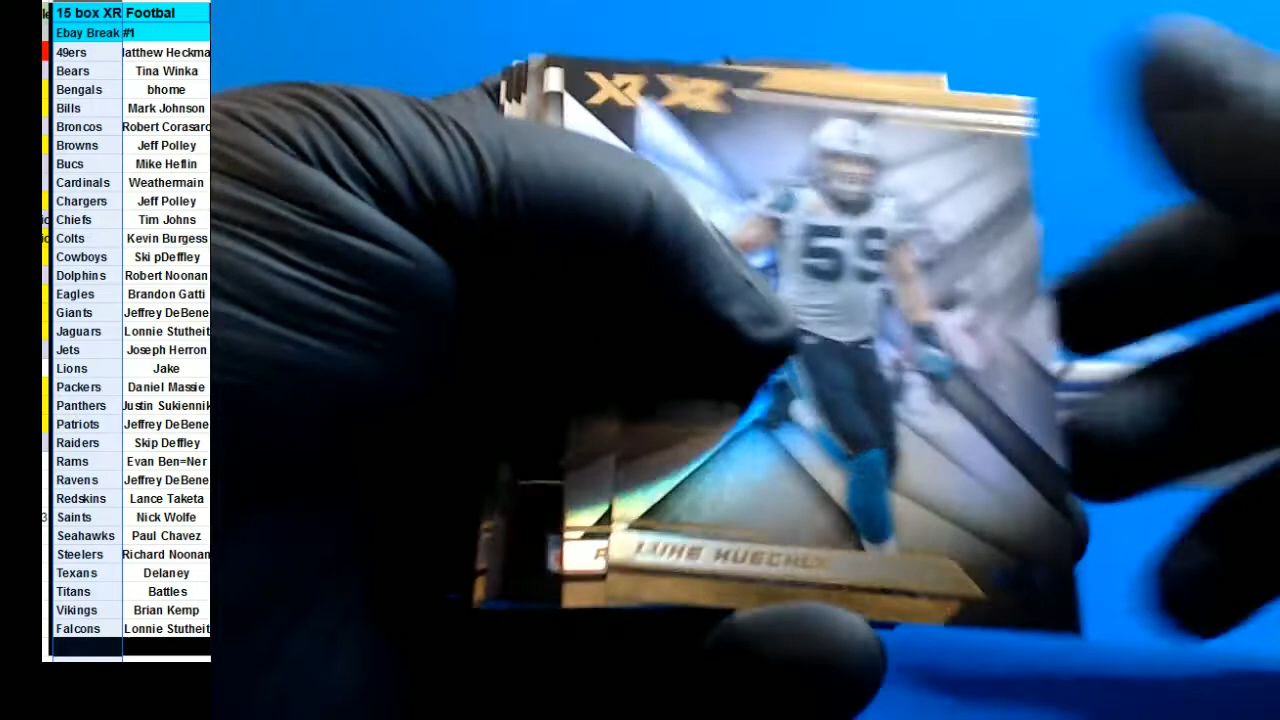 15 box XR Footbal
Ebay Break #1
49ers latthew Heckma
Bears Tina Winka
Bengals bhome
Bills Mark Johnson
Broncos Robert Corasaro
Browns Jeff Polley
Bucs Mike Heflin
Cardinals Weathermain
Chargers Jeff Polley
Chiefs Tim Johns
Colts Kevin Burgess
Cowboys Ski pDeffley
Dolphins Robert Noonan
Eagles Brandon Gatti
Giants Jeffrey DeBene
Jaguars Lonnie Stutheit
Jets Joseph Herron
Lions Jake
Packers Daniel Massie
Panthers Justin Sukiennik
Patriots Jeffrey DeBene
Raiders Skip Deffley
Rams Evan Ben=Ner
Ravens Jeffrey DeBene
Redskins Lance Taketa
Saints Nick Wolfe
Seahawks Paul Chavez
Steelers Richard Noonan
Texans Delaney
Titans Battles
Vikings Brian Kemp
Falcons Lonnie Stutheit
XR XR
59
LUKE KUECHLY